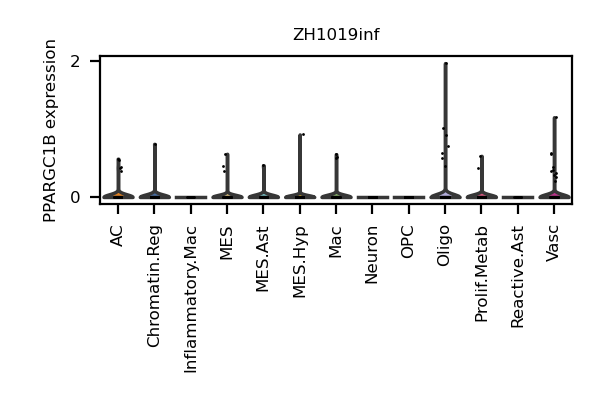 ZH1019inf
PPARGC1B expression
2
0
AC
Chromatin.Reg
Inflammatory.Mac
MES
MES.Ast
MES.Hyp
Mac
Neuron
OPC
Oligo
Prolif.Metab
Reactive.Ast
Vasc